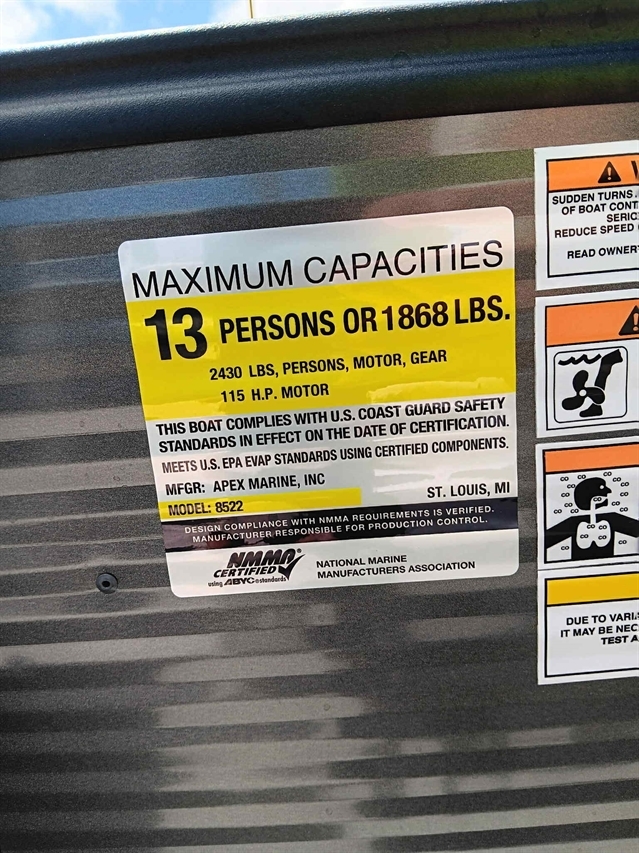 MAXIMUM CAPACITIES
13 PERSONS OR 1868 LBS.
2430 LBS, PERSONS, MOTOR, GEAR
115 H.P. MOTOR
THIS BOAT COMPLIES WITH U.S. COAST GUARD SAFETY
STANDARDS IN EFFECT ON THE DATE OF CERTIFICATION.
MEETS U.S. EPA EVAP STANDARDS USING CERTIFIED COMPONENTS.
MFGR: APEX MARINE, INC
ST. LOUIS, MI
MODEL: 8522
DESIGN COMPLIANCE WITH NMMA REQUIREMENTS IS VERIFIED.
MANUFACTURER RESPONSIBLE FOR PRODUCTION CONTROL.
NMMA
CERTIFIED
using ABYC standards
NATIONAL MARINE
MANUFACTURERS ASSOCIATION
SUDDEN TURNS
OF BOAT
REDUCE SPEED
READ
DUE TO
IT MAY BE
TEST